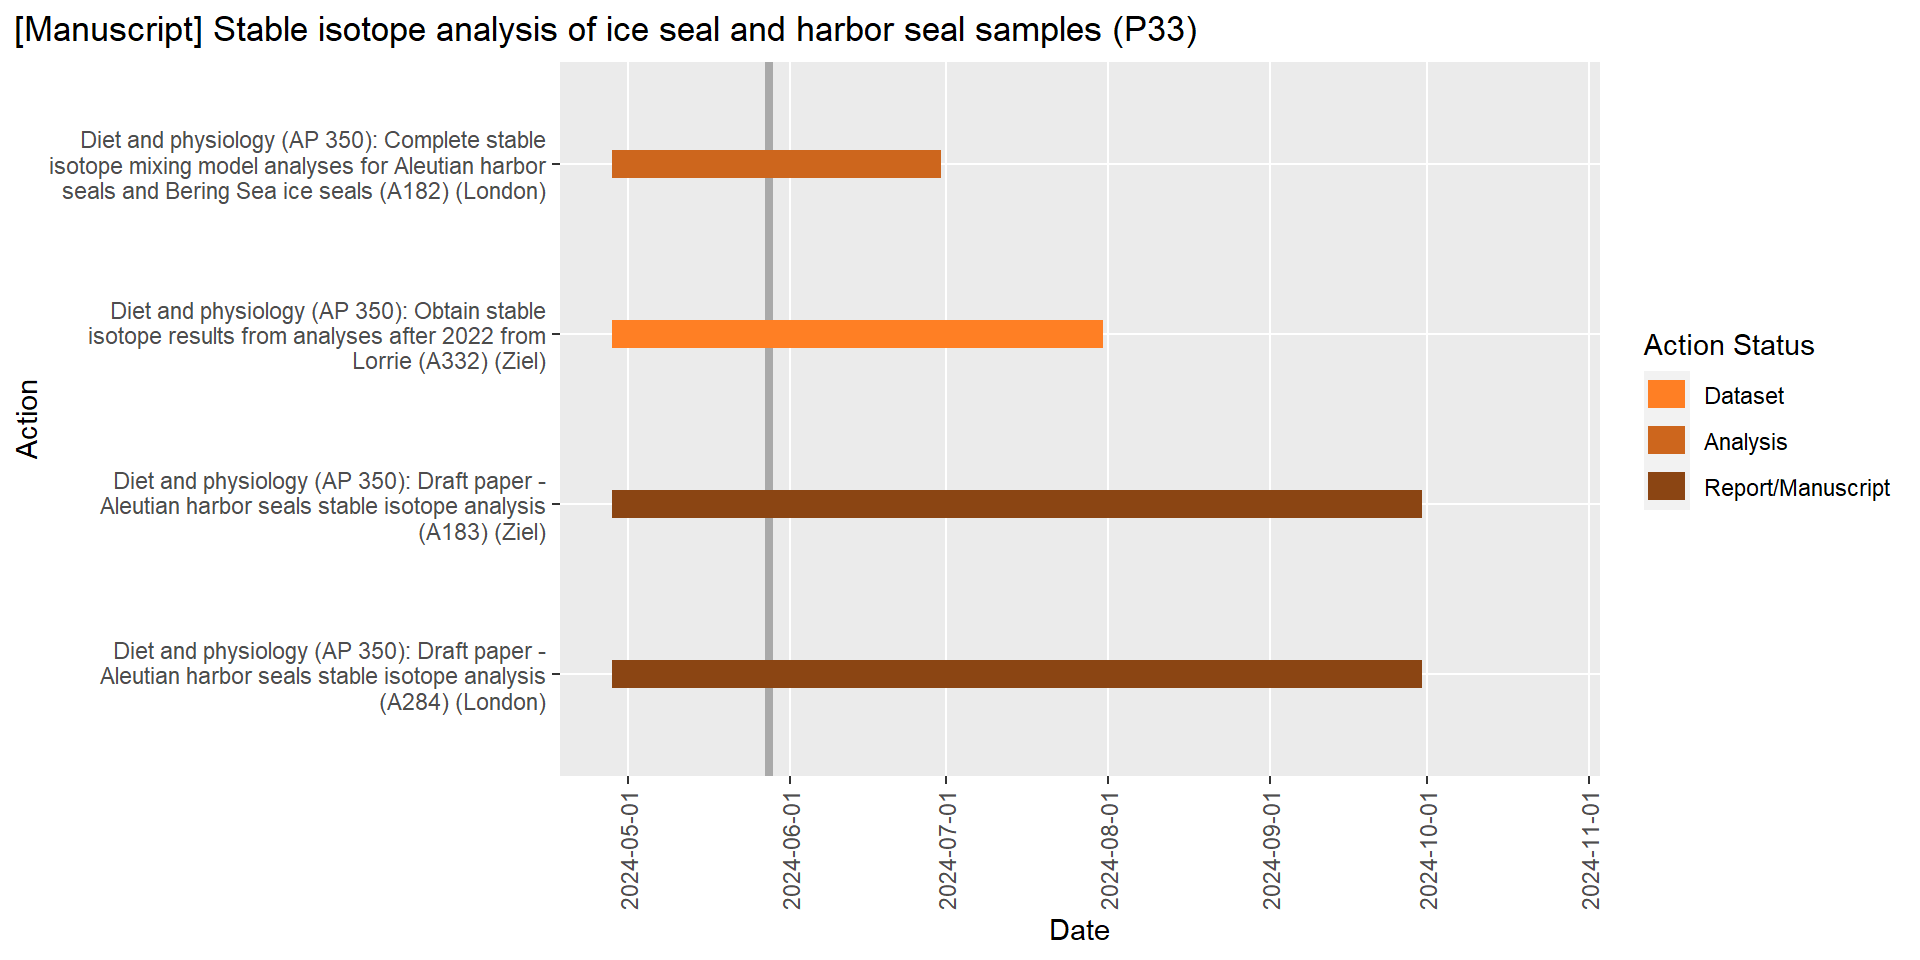 [Manuscript] Stable isotope analysis of ice seal and harbor seal samples (P33)
Diet and physiology (AP 350): Complete stable
isotope mixing model analyses for Aleutian harbor
seals and Bering Sea ice seals (A182) (London)
Diet and physiology (AP 350): Obtain stable
isotope results from analyses after 2022 from
Lorrie (A332) (Ziel)
Diet and physiology (AP 350): Draft paper -
Aleutian harbor seals stable isotope analysis
(A183) (Ziel)
Diet and physiology (AP 350): Draft paper -
Aleutian harbor seals stable isotope analysis
(A284) (London)
Action
2024-05-01
2024-06-01
2024-07-01
2024-08-01
2024-09-01
2024-10-01
2024-11-01
Date
Action Status
Dataset
Analysis
Report/Manuscript